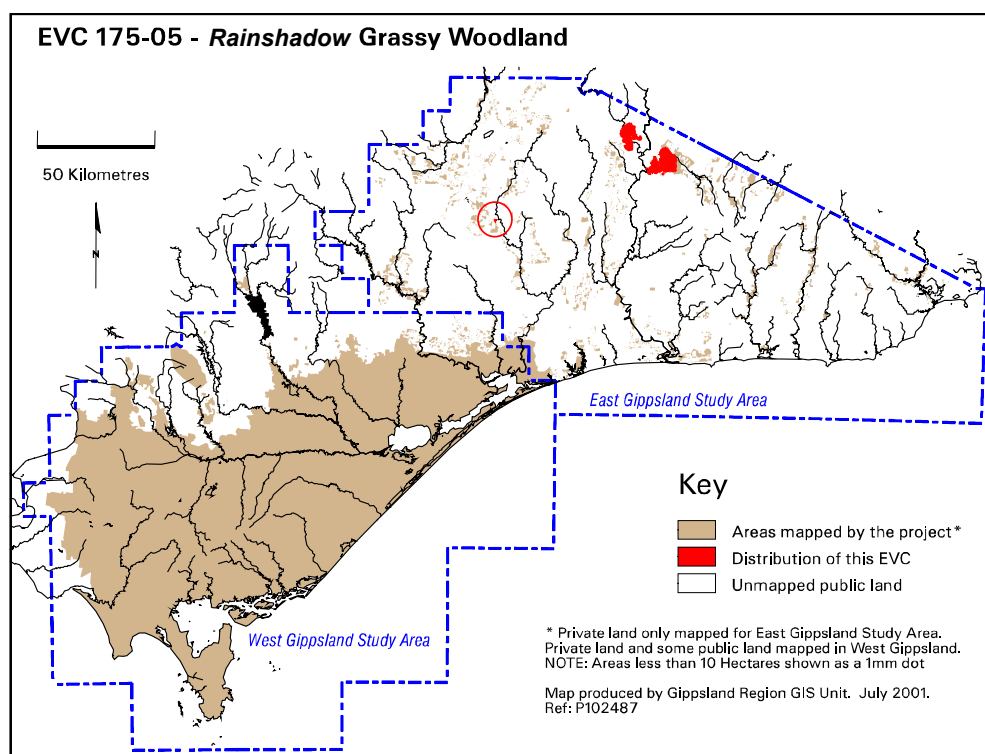 EVC 175-05 - Rainshadow Grassy Woodland
50 Kilometres
N
East Gippsland Study Area
West Gippsland Study Area
Key
Areas mapped by the project*
Distribution of this EVC
Unmapped public land
* Private land only mapped for East Gippsland Study Area.
Private land and some public land mapped in West Gippsland.
NOTE: Areas less than 10 Hectares shown as a 1mm dot
Map produced by Gippsland Region GIS Unit. July 2001.
Ref: P102487